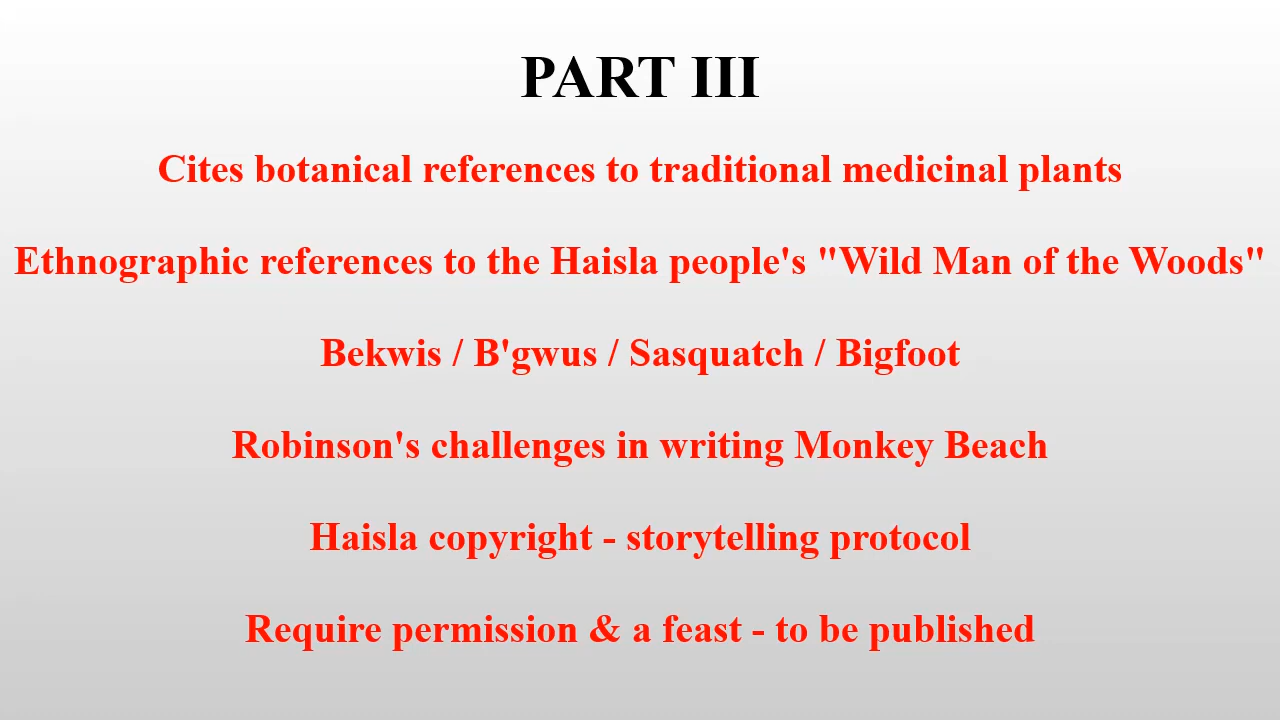 PART III
Cites botanical references to traditional medicinal plants
Ethnographic references to the Haisla people's "Wild Man of the Woods"
Bekwis / B'gwus / Sasquatch / Bigfoot
Robinson's challenges in writing Monkey Beach
Haisla copyright - storytelling protocol
Require permission & a feast - to be published